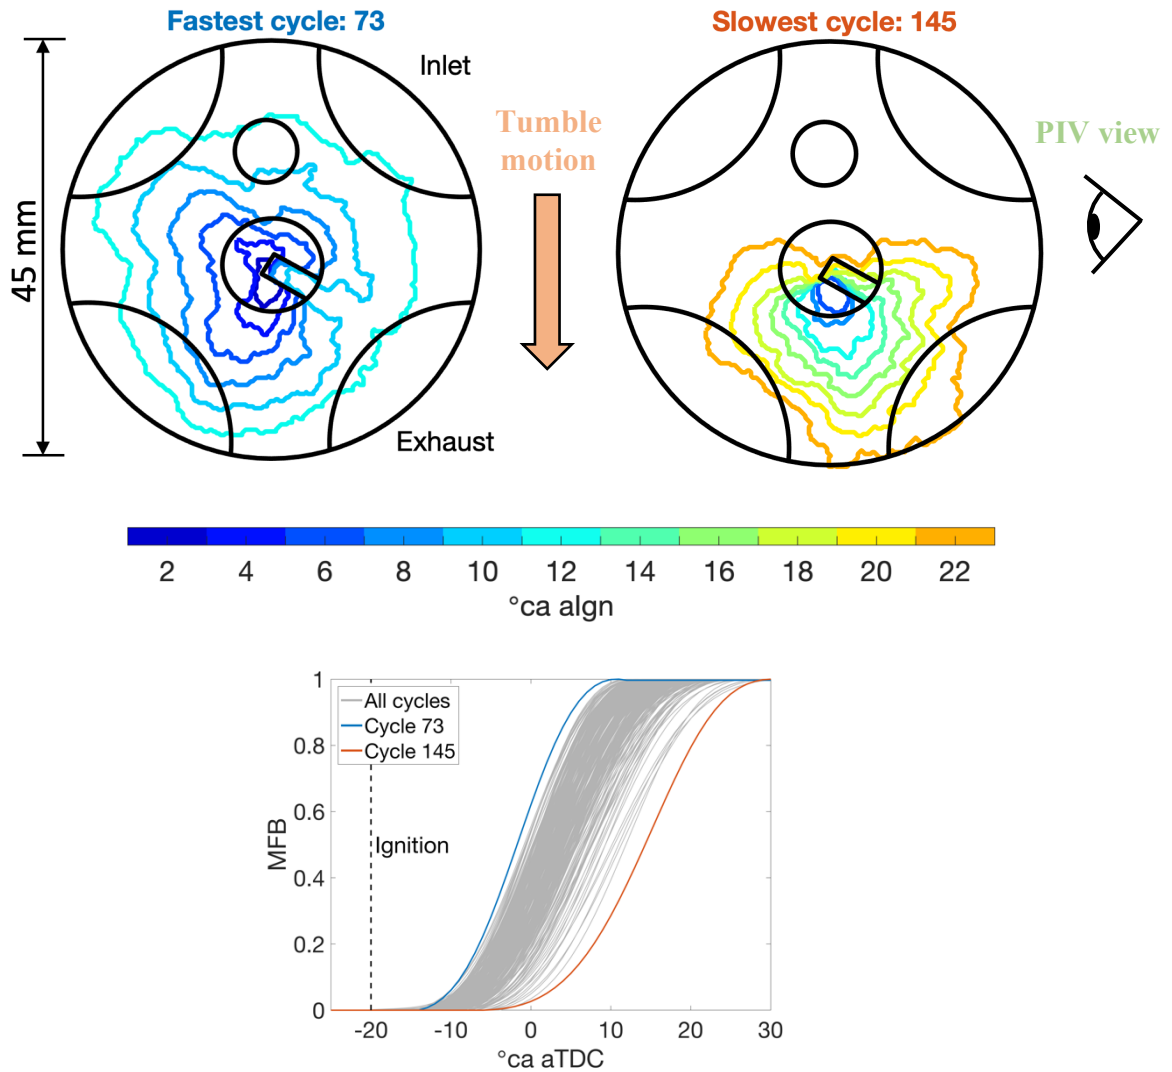 Fastest cycle: 73
Slowest cycle: 145
Inlet
Tumble
motion
PIV view
45 mm
Exhaust
2 4 6 8 10 12 14 16 18 20 22
°ca aIgn
1
0.8
0.6
0.4
0.2
0
MFB
All cycles
Cycle 73
Cycle 145
Ignition
-20 -10 0 10 20 30
°ca aTDC